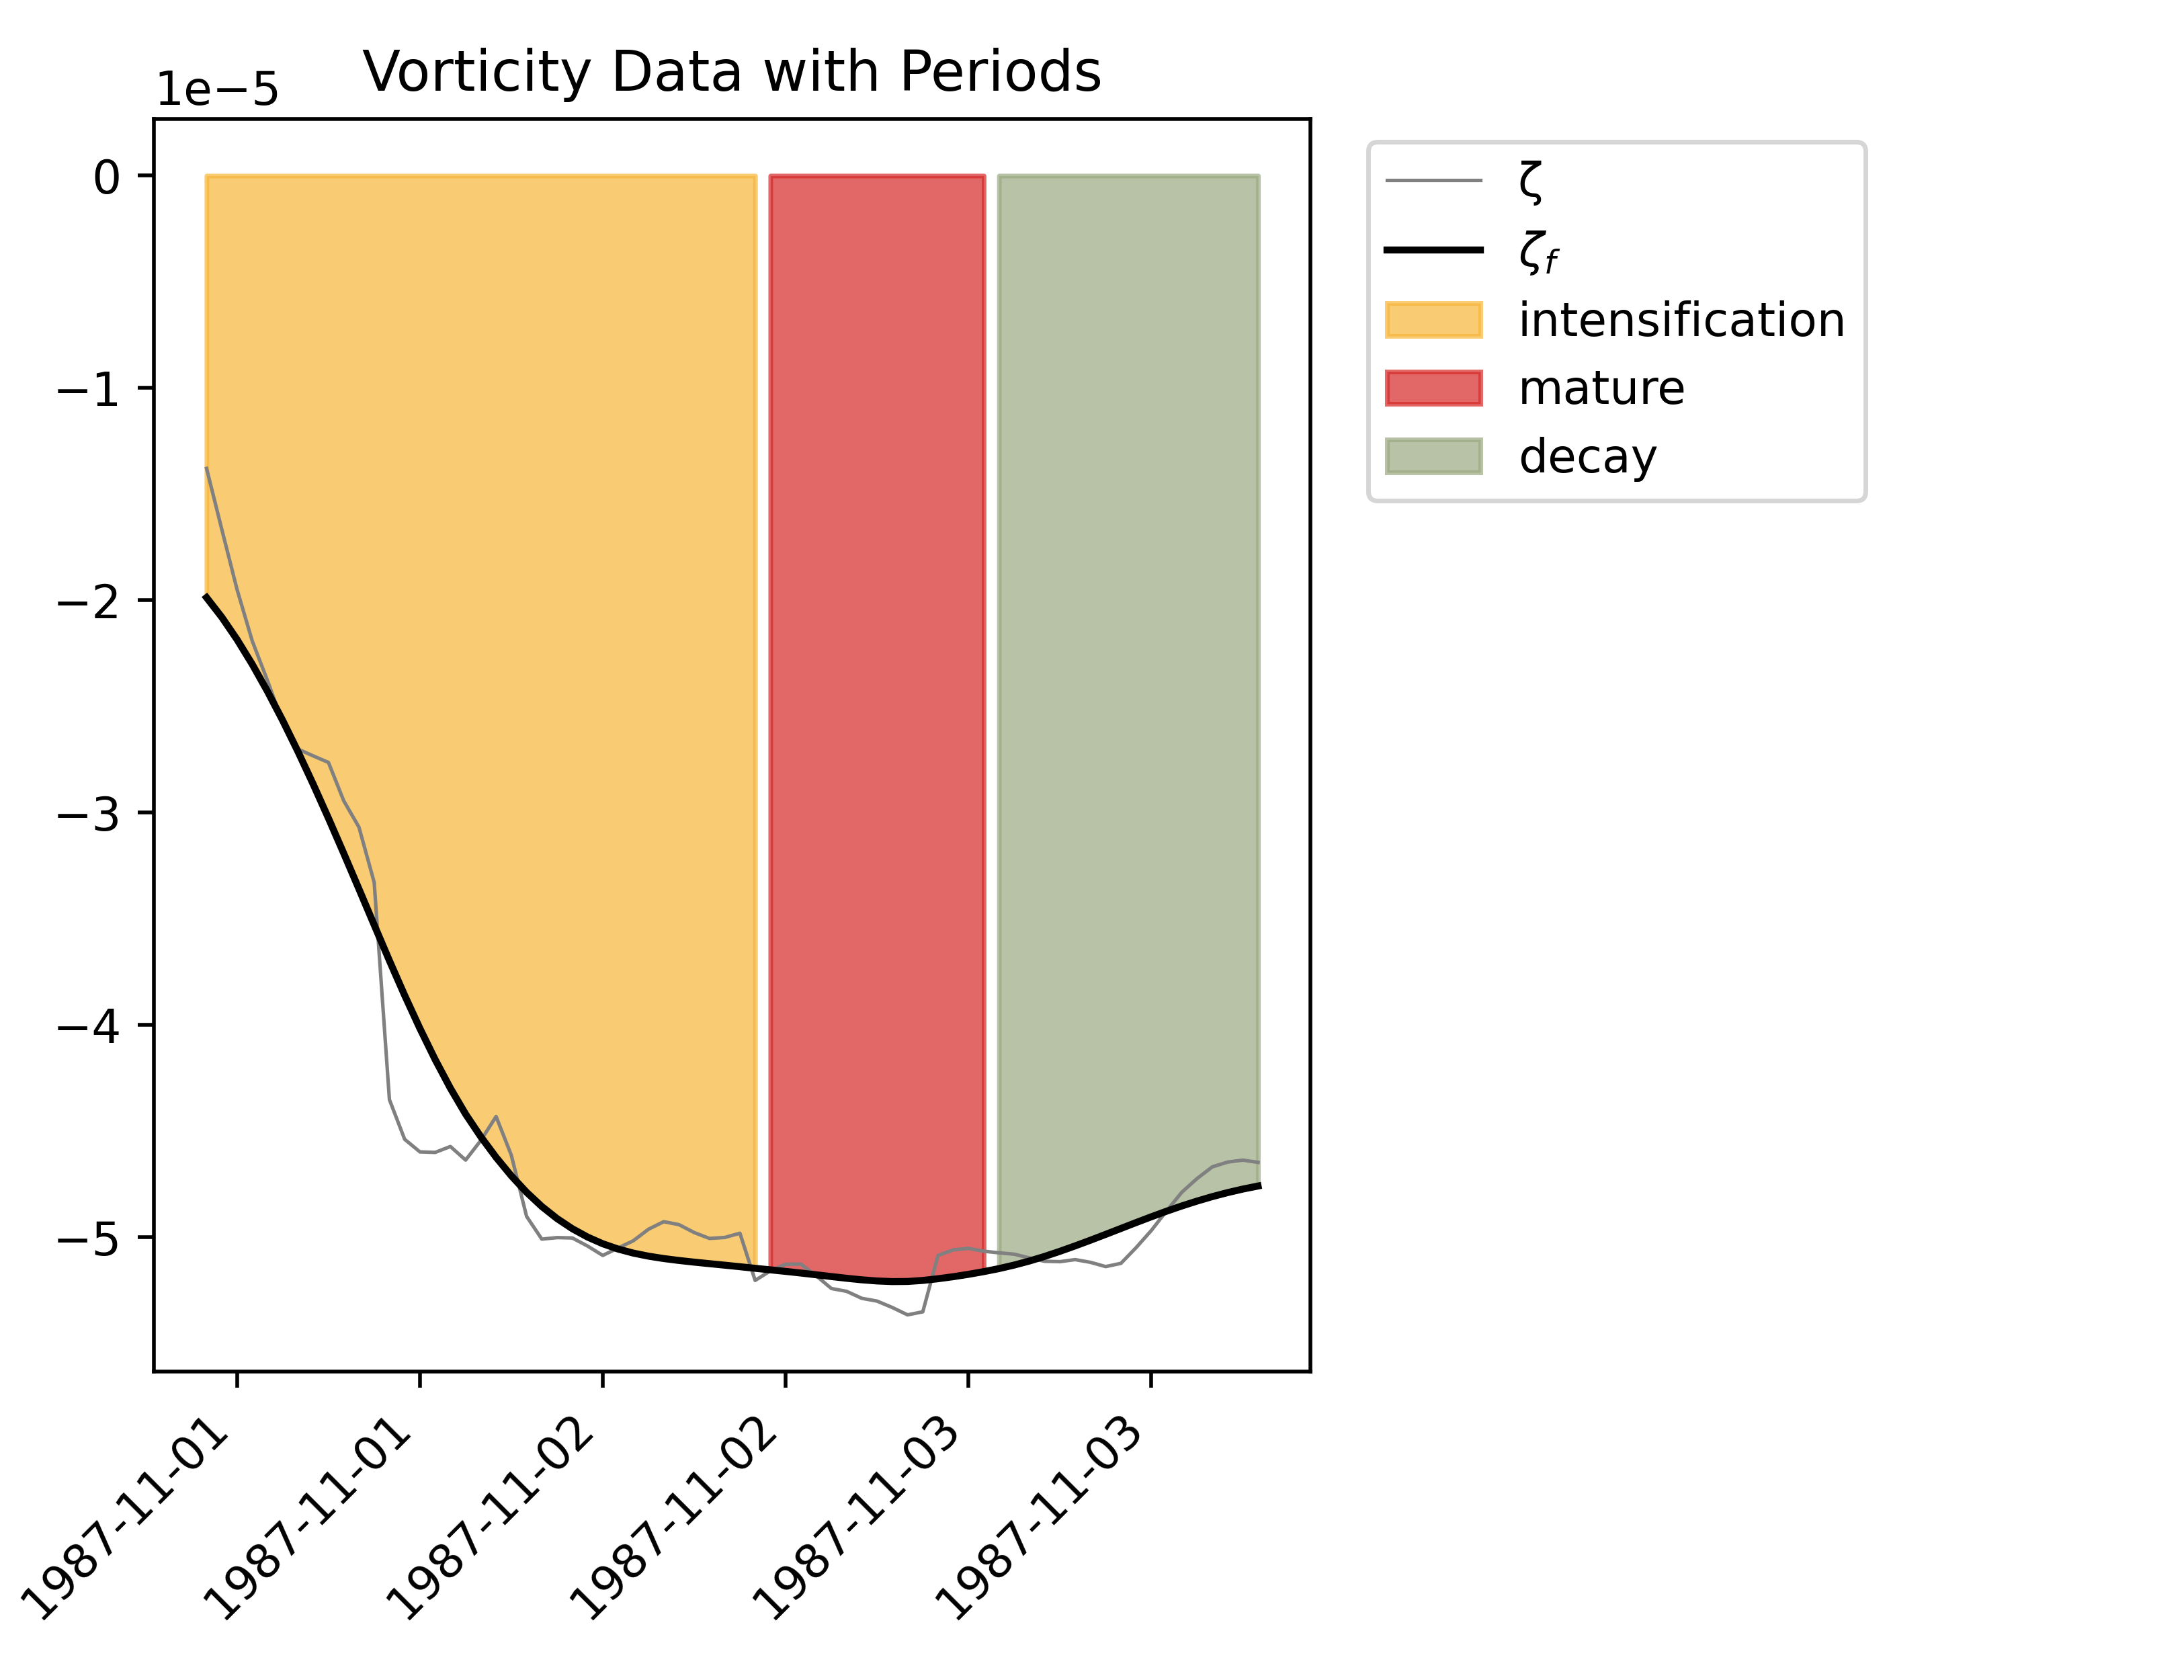 Vorticity Data with Periods
1e−5
0
−1
−2
−3
−4
−5
1987-11-01
1987-11-01
1987-11-02
1987-11-02
1987-11-03
1987-11-03
ζ
ζf
intensification
mature
decay